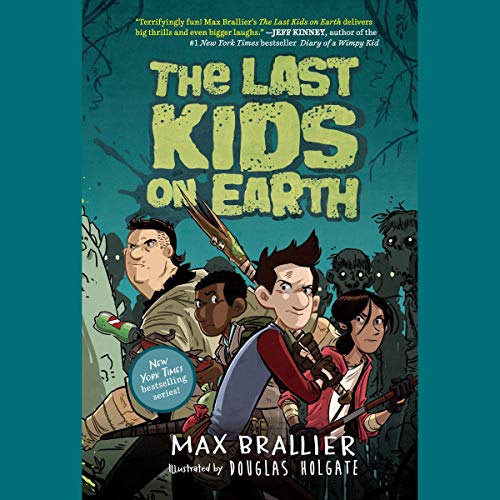 "Terrifyingly fun! Max Brallier's The Last Kids on Earth delivers
big thrills and even bigger laughs." —JEFF KINNEY, author of the
#1 New York Times bestseller Diary of a Wimpy Kid
THE LAST
KIDS
ON EARTH
NEW
YORK TIMES
bestselling
series!
MAX BRALLIER
Illustrated by DOUGLAS HOLGATE